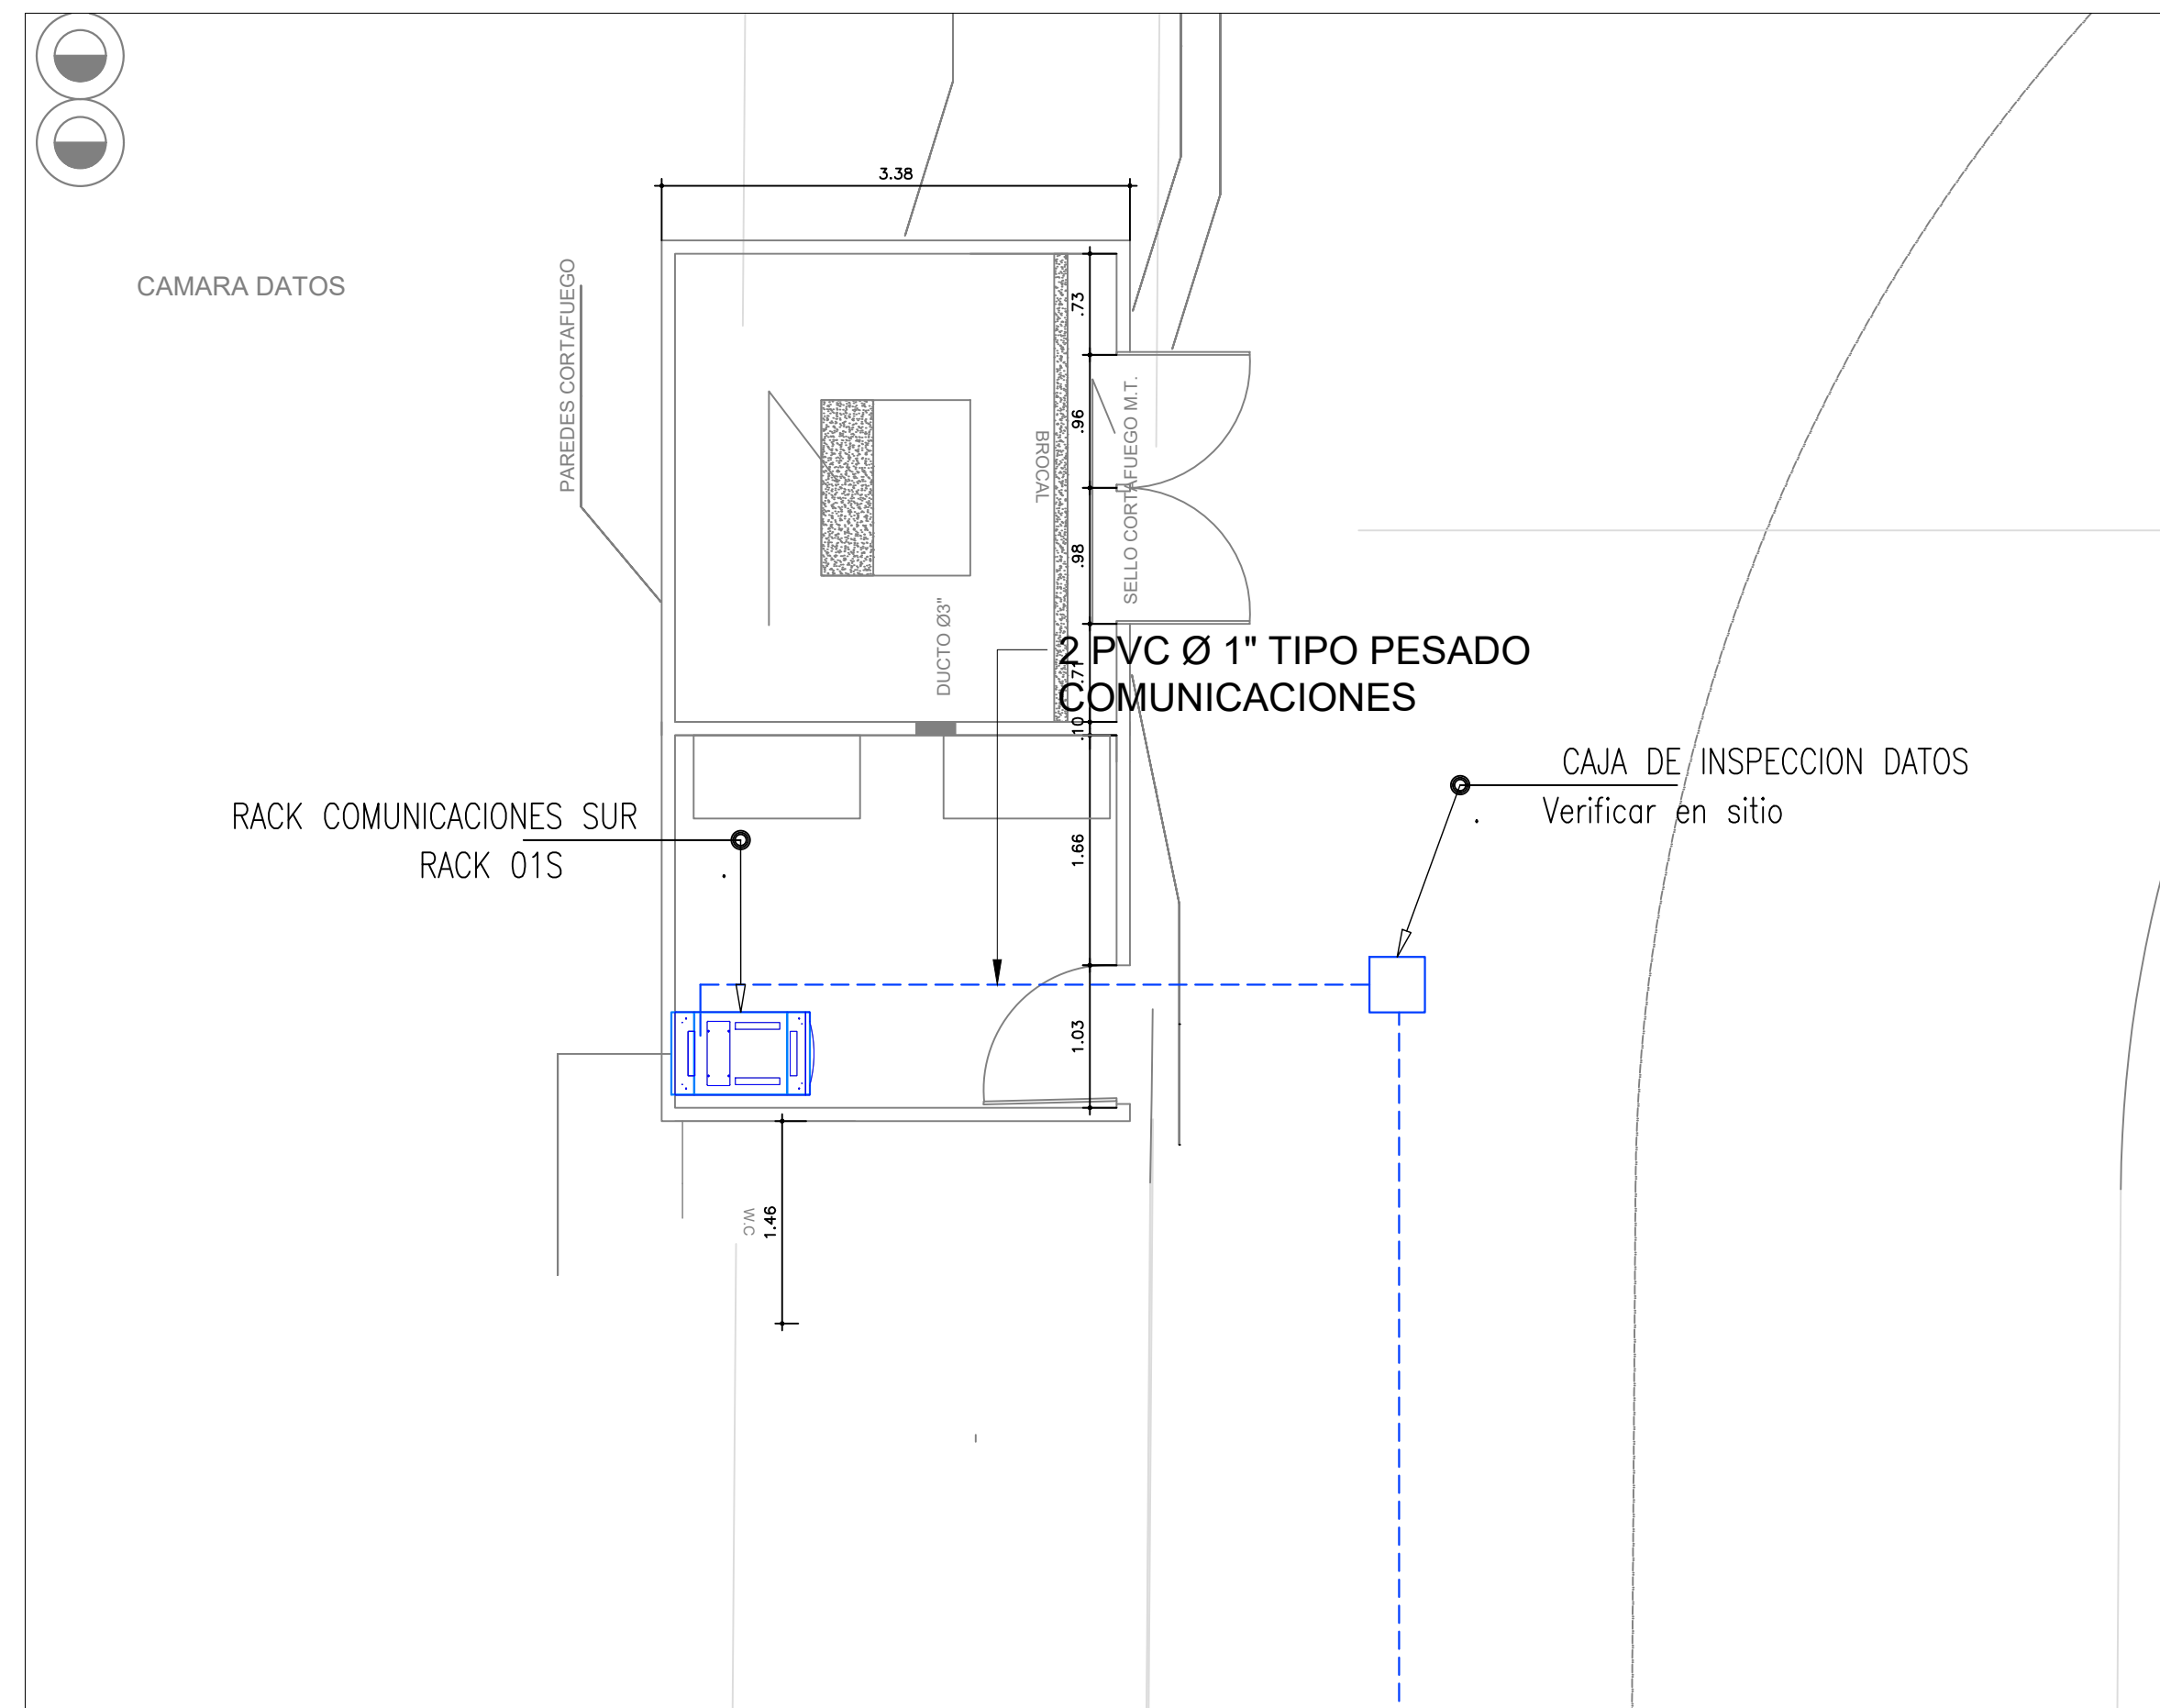 3.38
CAMARA DATOS
PAREDES CORTAFUEGO
.73
.96
BROCAL
SELLO CORTAFUEGO M.T.
.98
DUCTO Ø3"
2 PVC Ø 1" TIPO PESADO
COMUNICACIONES
.71
.10
CAJA DE INSPECCION DATOS
. Verificar en sitio
RACK COMUNICACIONES SUR
RACK 01S .
1.66
1.03
W.C
1.46